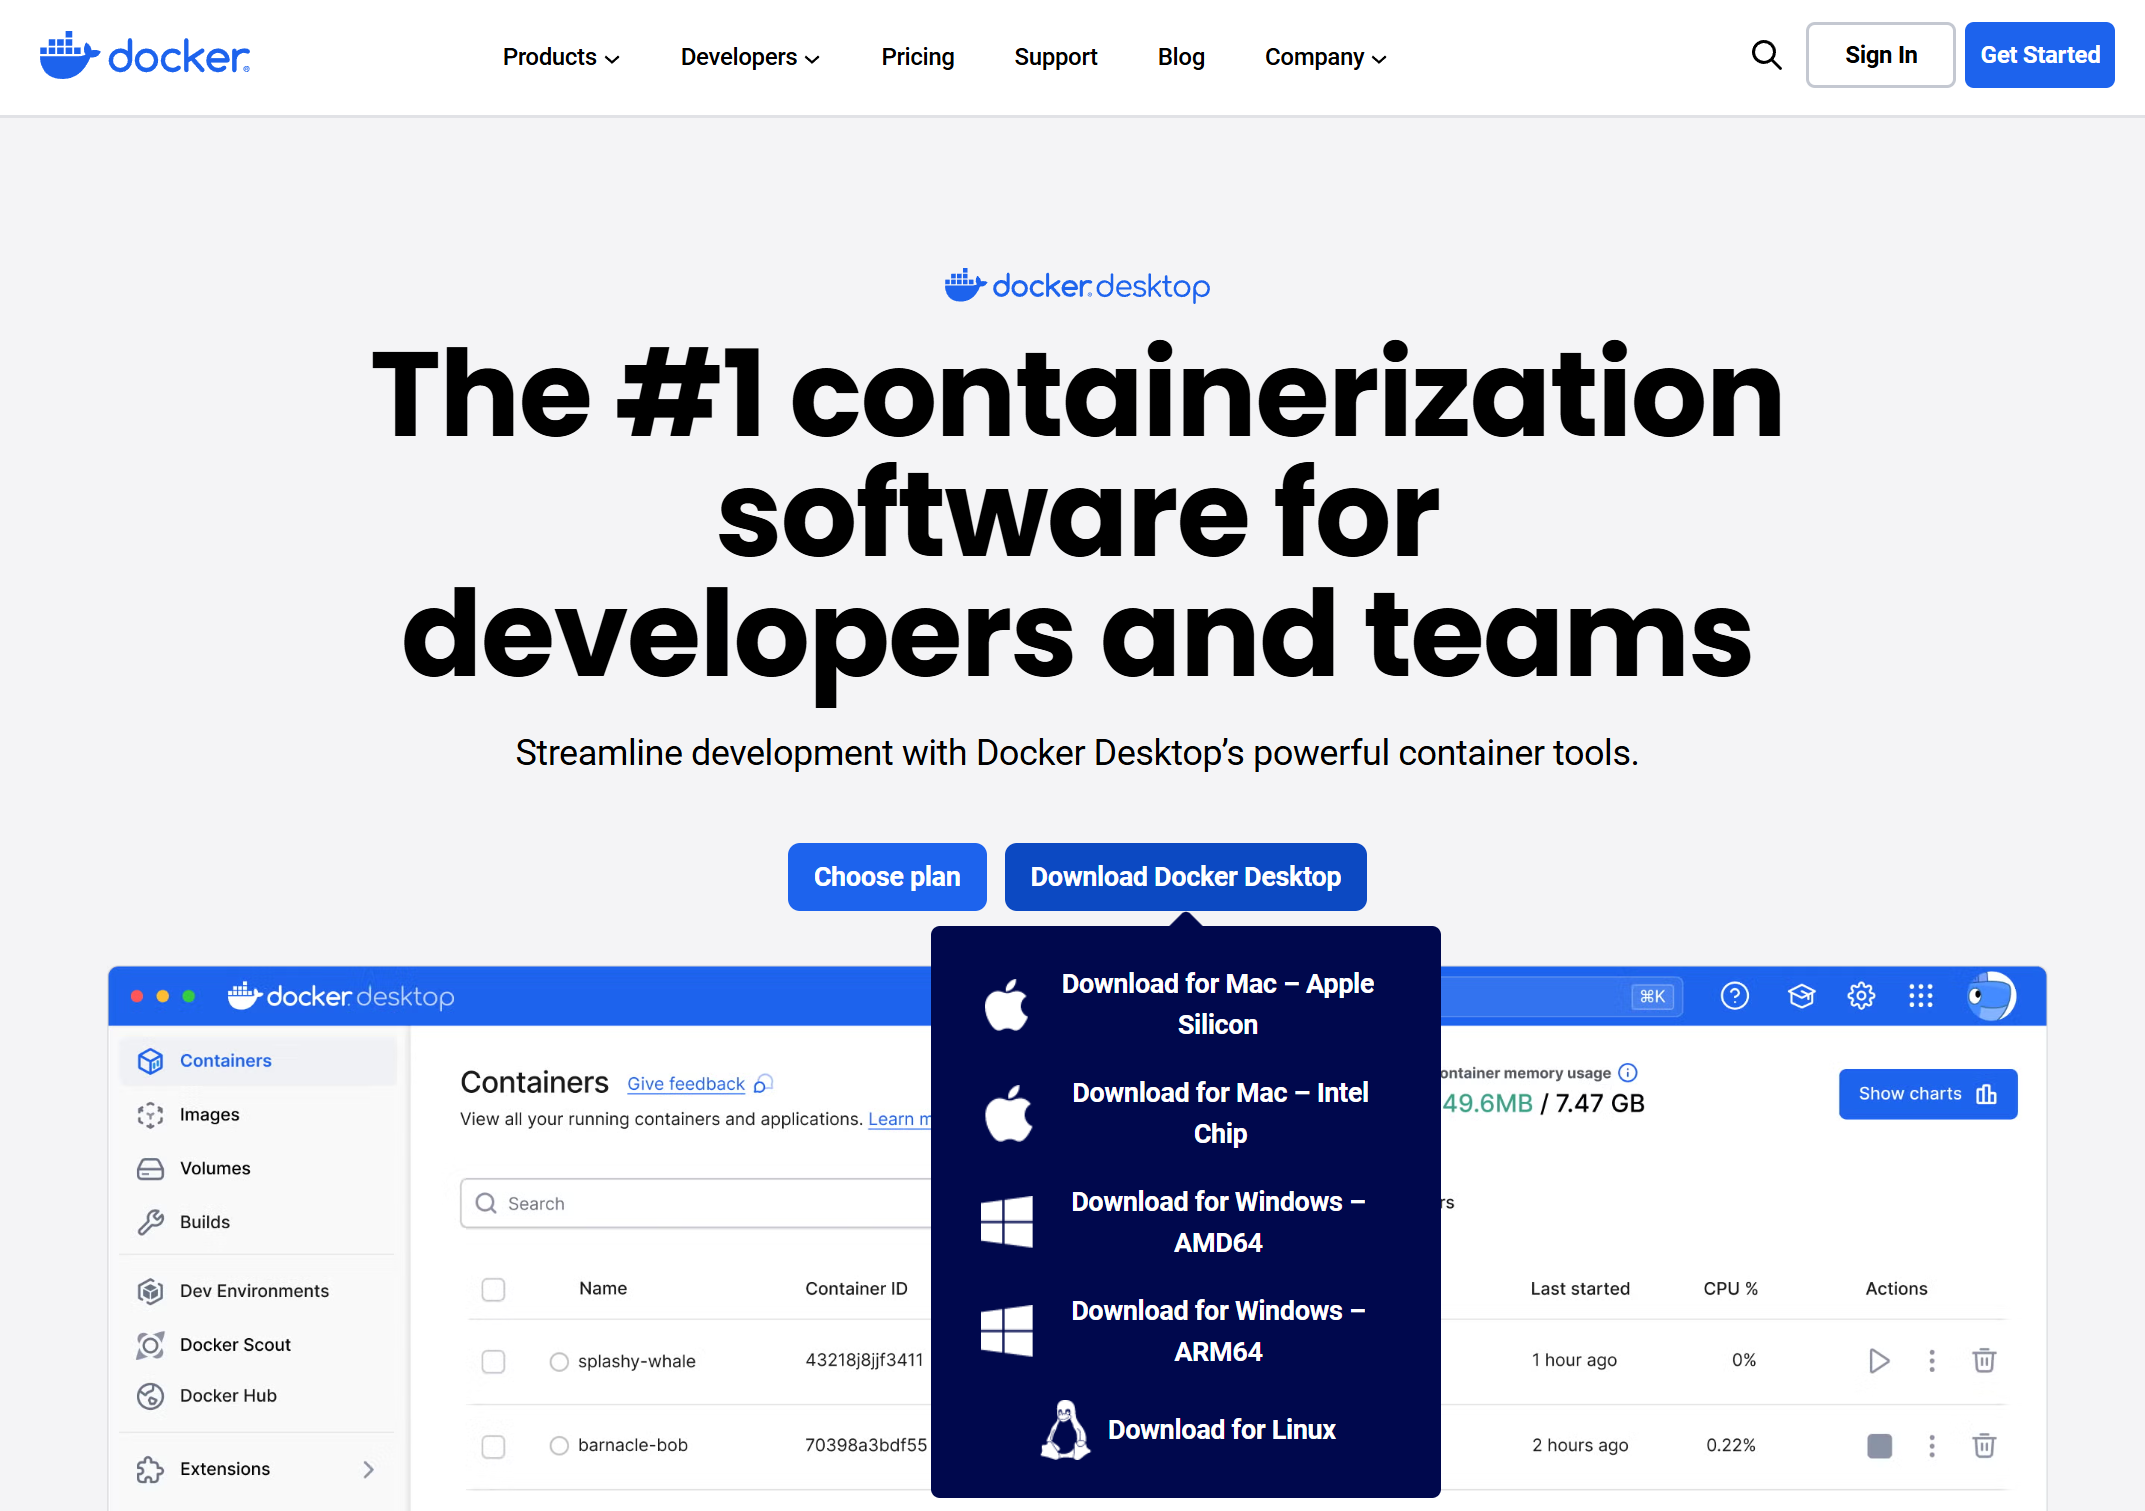 docker
Products
Developers
Pricing
Support
Blog
Company
Sign In
Get Started
docker desktop
The #1 containerization
software for
developers and teams
Streamline development with Docker Desktop’s powerful container tools.
Choose plan
Download Docker Desktop
Download for Mac – Apple
Silicon
Download for Mac – Intel
Chip
Download for Windows –
AMD64
Download for Windows –
ARM64
Download for Linux
docker desktop
⌘K
Containers
Images
Volumes
Builds
Dev Environments
Docker Scout
Docker Hub
Extensions
Containers Give feedback
View all your running containers and applications. Learn
memory usage
49.6MB / 7.47 GB
Show charts
Search
Name Container ID Last started CPU % Actions
splashy-whale 43218j8jjf3411 1 hour ago 0%
barnacle-bob 70398a3bdf55 2 hours ago 0.22%